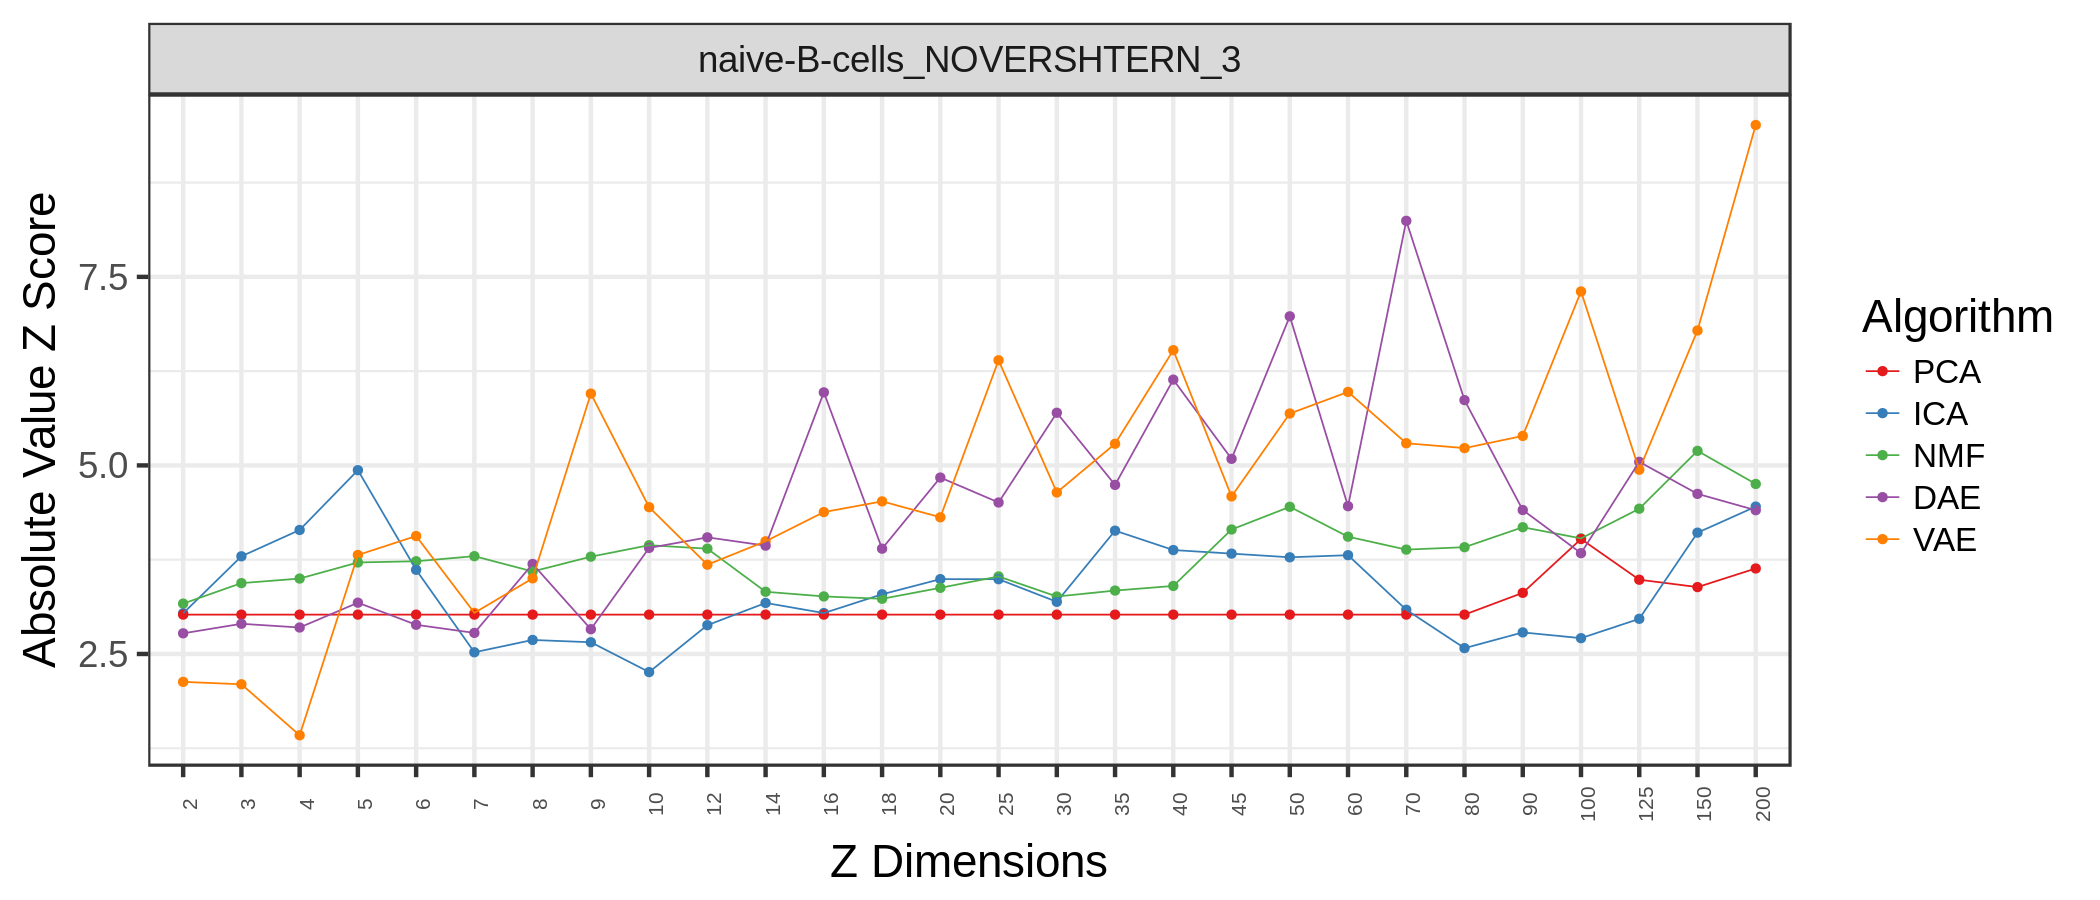 naive-B-cells_NOVERSHTERN_3
Absolute Value Z Score
7.5
5.0
2.5
2 3 4 5 6 7 8 9 10 12 14 16 18 20 25 30 35 40 45 50 60 70 80 90 100 125 150 200
Z Dimensions
Algorithm
PCA
ICA
NMF
DAE
VAE